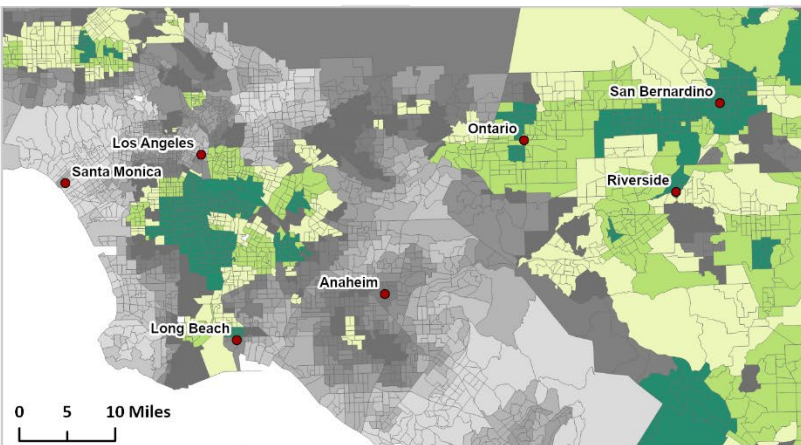 San Bernardino
Ontario
Los Angeles
Santa Monica
Riverside
Anaheim
Long Beach
0 5 10 Miles